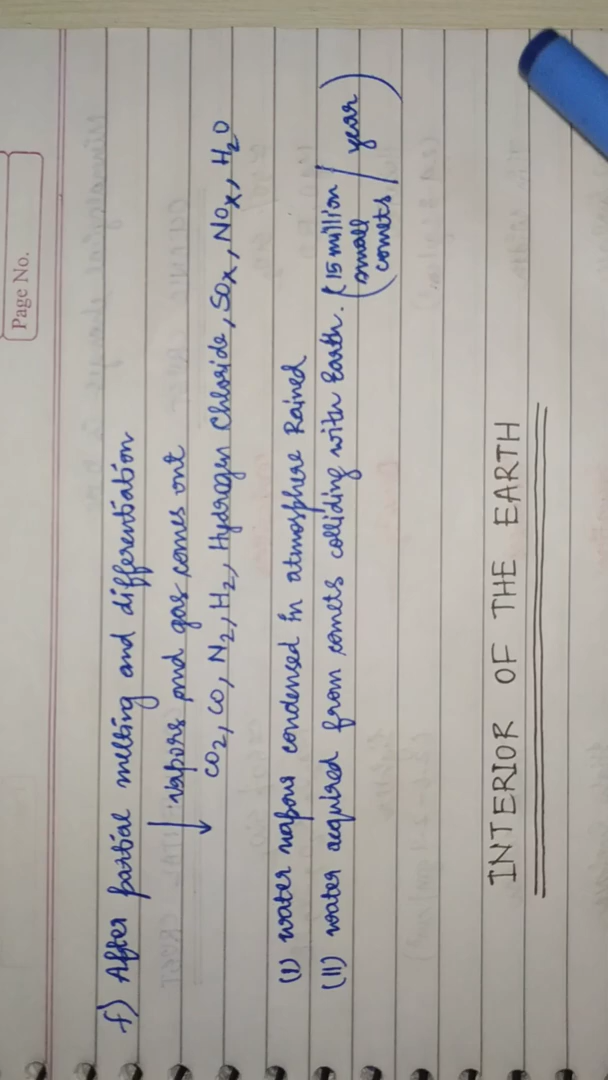 Page No.
f) After partial melting and differentiation
↓ vapors and gas comes out
CO2, CO, N2, H2, Hydrogen Chloride, SOx, NOx, H2O
(I) water vapour condensed in atmosphere Rained
(II) water acquired from comets colliding with Earth. (15 million small comets / year)
INTERIOR OF THE EARTH